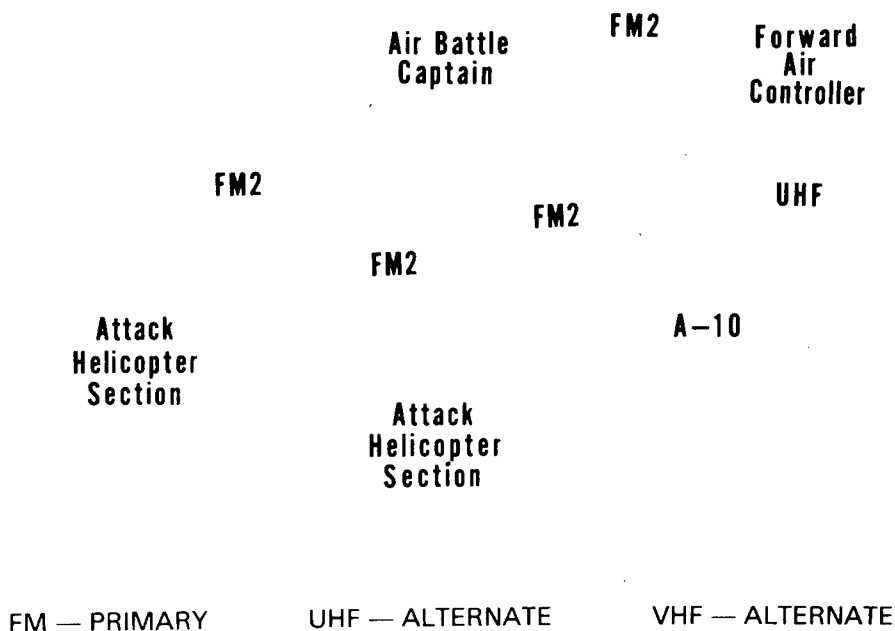 FM2
Air Battle
Captain
Forward
Air
Controller
FM2
UHF
FM2
FM2
Attack
Helicopter
Section
A–10
Attack
Helicopter
Section
FM — PRIMARY UHF — ALTERNATE VHF — ALTERNATE